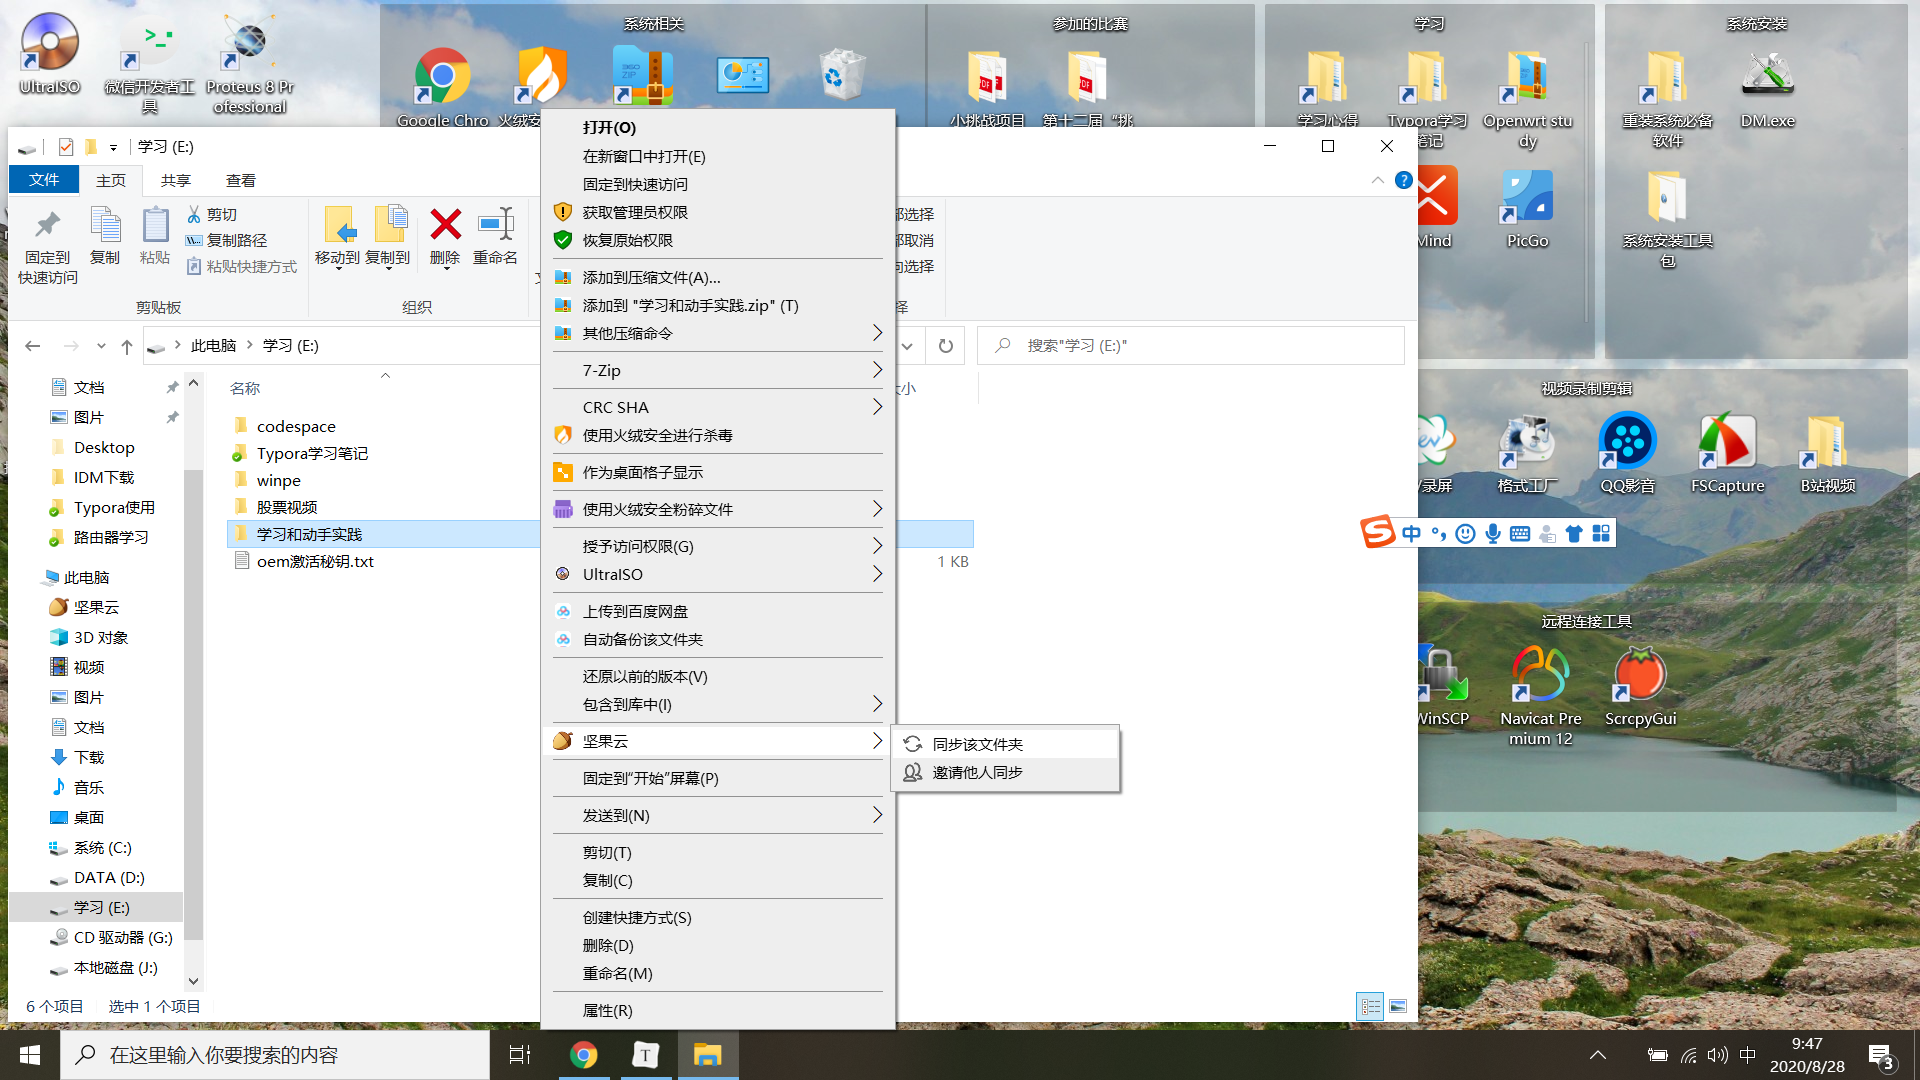 UltraISO
微信开发者工
具
Proteus 8 Pr
ofessional
系统相关
Google Chro
火绒安
参加的比赛
小挑战项目
第十二届“挑
学习
学习心得
Typora学习
笔记
Openwrt stu
dy
Mind
PicGo
系统安装
重装系统必备
软件
DM.exe
系统安装工具
包
学习 (E:)
文件
主页
共享
查看
固定到
快速访问
复制
粘贴
剪切
复制路径
粘贴快捷方式
剪贴板
移动到
复制到
删除
重命名
组织
部选择
部取消
向选择
择
此电脑
学习 (E:)
搜索"学习 (E:)"
文档
图片
Desktop
IDM下载
Typora使用
路由器学习
此电脑
坚果云
3D 对象
视频
图片
文档
下载
音乐
桌面
系统 (C:)
DATA (D:)
学习 (E:)
CD 驱动器 (G:)
本地磁盘 (J:)
名称
大小
codespace
Typora学习笔记
winpe
股票视频
学习和动手实践
oem激活秘钥.txt
1 KB
6 个项目
选中 1 个项目
打开(O)
在新窗口中打开(E)
固定到快速访问
获取管理员权限
恢复原始权限
添加到压缩文件(A)...
添加到 "学习和动手实践.zip" (T)
其他压缩命令
7-Zip
CRC SHA
使用火绒安全进行杀毒
作为桌面格子显示
使用火绒安全粉碎文件
授予访问权限(G)
UltraISO
上传到百度网盘
自动备份该文件夹
还原以前的版本(V)
包含到库中(I)
坚果云
固定到"开始"屏幕(P)
发送到(N)
剪切(T)
复制(C)
创建快捷方式(S)
删除(D)
重命名(M)
属性(R)
同步该文件夹
邀请他人同步
视频录制剪辑
V录屏
格式工厂
QQ影音
FSCapture
B站视频
中
远程连接工具
WinSCP
Navicat Pre
mium 12
ScrcpyGui
在这里输入你要搜索的内容
T
中
9:47
2020/8/28
3